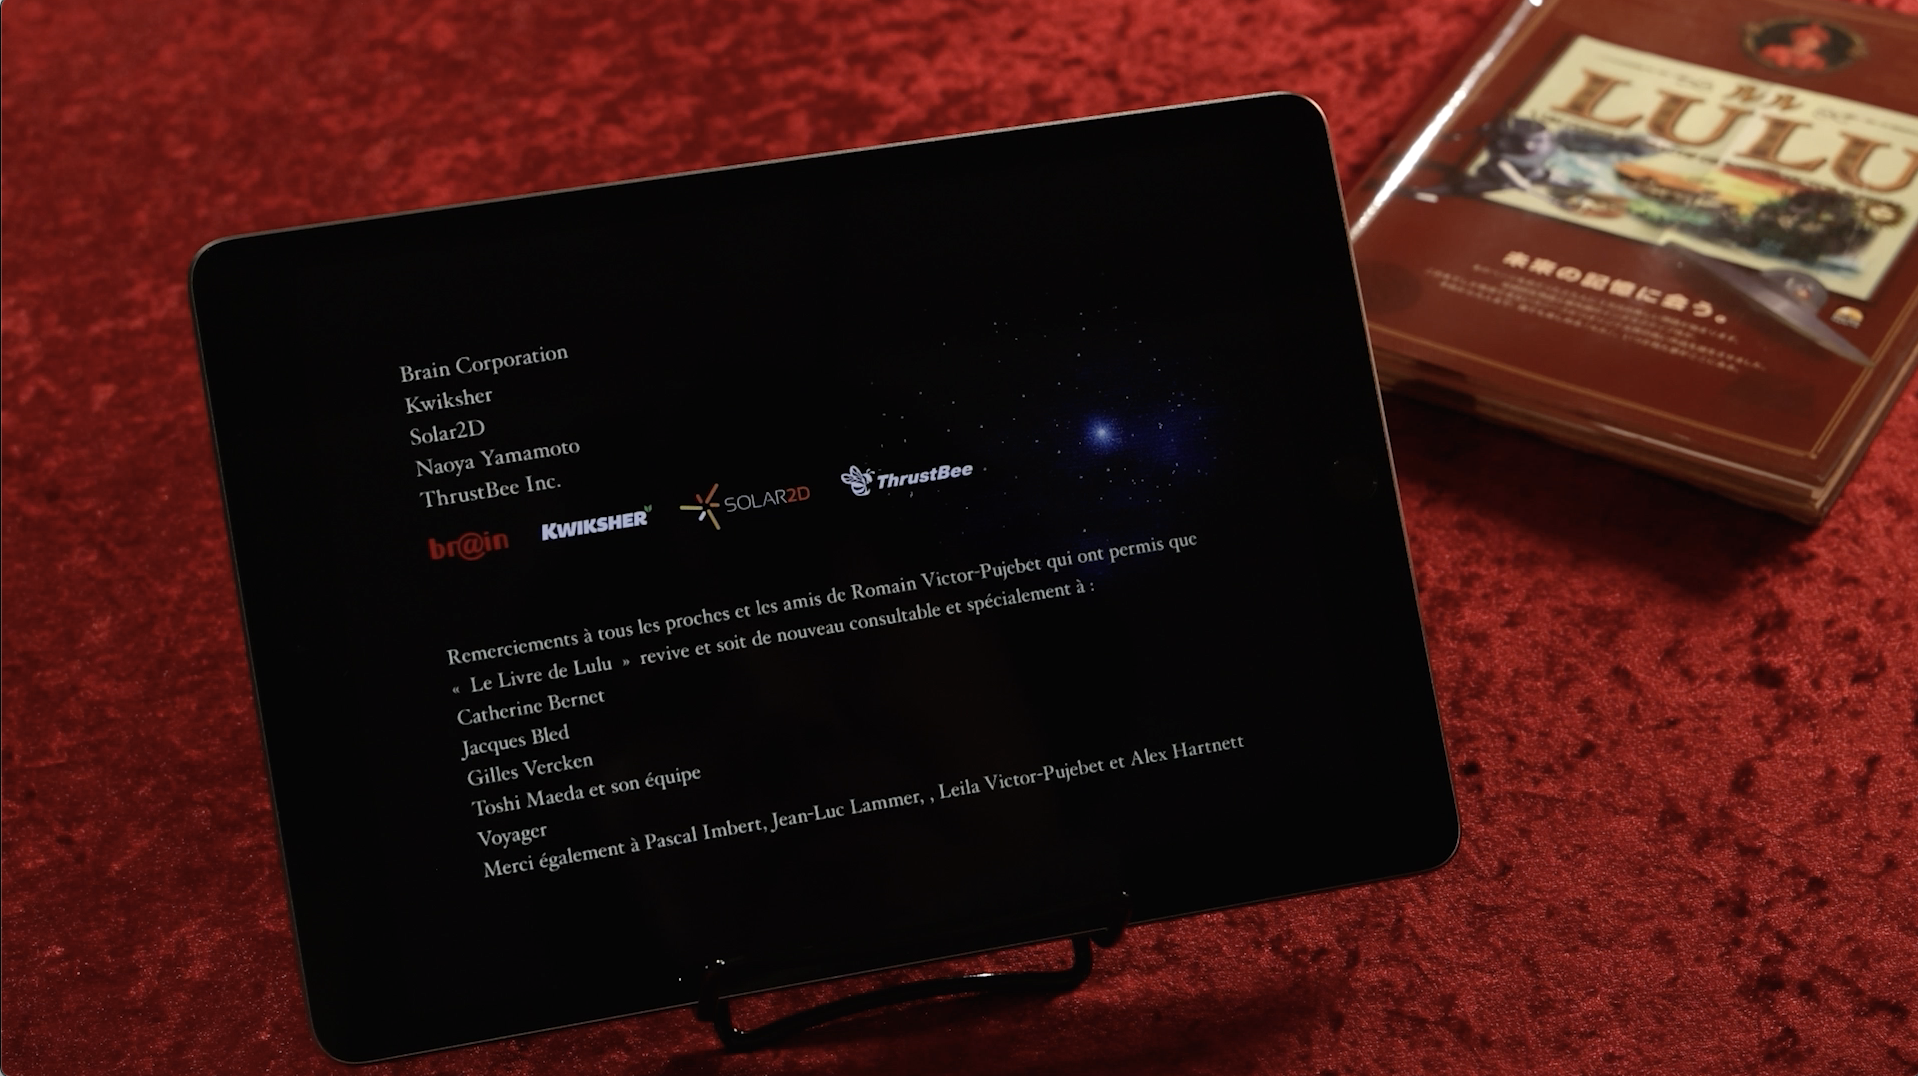 Brain Corporation
Kwiksher
Solar2D
Naoya Yamamoto
ThrustBee Inc.
br@in
KWIKSHER
SOLAR2D
ThrustBee
Remerciements à tous les proches et les amis de Romain Victor-Pujebet qui ont permis que
« Le Livre de Lulu » revive et soit de nouveau consultable et spécialement à :
Catherine Bernet
Jacques Bled
Gilles Vercken
Toshi Maeda et son équipe
Voyager
Merci également à Pascal Imbert, Jean-Luc Lammer, , Leila Victor-Pujebet et Alex Hartnett
ルル
LULU
未来の記憶に会う。